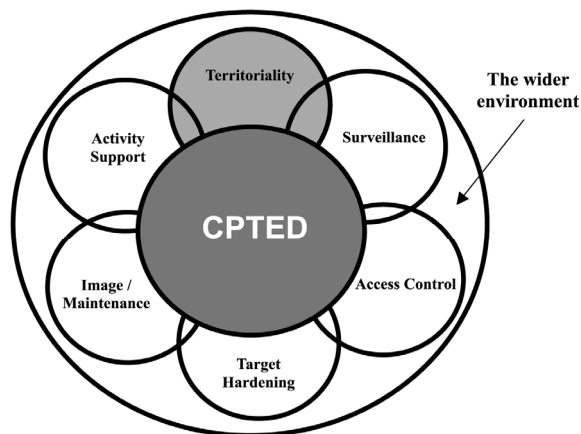 Territoriality
The wider
environment
Activity
Support
Surveillance
CPTED
Image /
Maintenance
Access Control
Target
Hardening